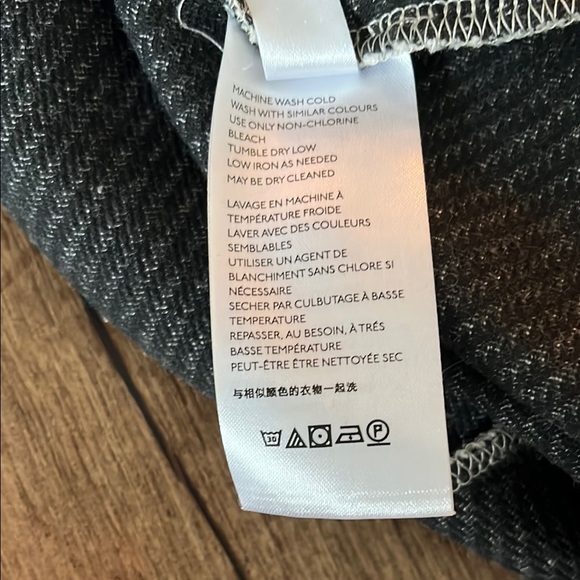 MACHINE WASH COLD
WASH WITH SIMILAR COLOURS
USE ONLY NON-CHLORINE
BLEACH
TUMBLE DRY LOW
LOW IRON AS NEEDED
MAY BE DRY CLEANED
LAVAGE EN MACHINE À
TEMPÉRATURE FROIDE
LAVER AVEC DES COULEURS
SEMBLABLES
UTILISER UN AGENT DE
BLANCHIMENT SANS CHLORE SI
NÉCESSAIRE
SECHER PAR CULBUTAGE À BASSE
TEMPERATURE
REPASSER, AU BESOIN, À TRÉS
BASSE TEMPÉRATURE
PEUT-ÊTRE ÊTRE NETTOYÉE SEC
与相似颜色的衣物一起洗
30 P